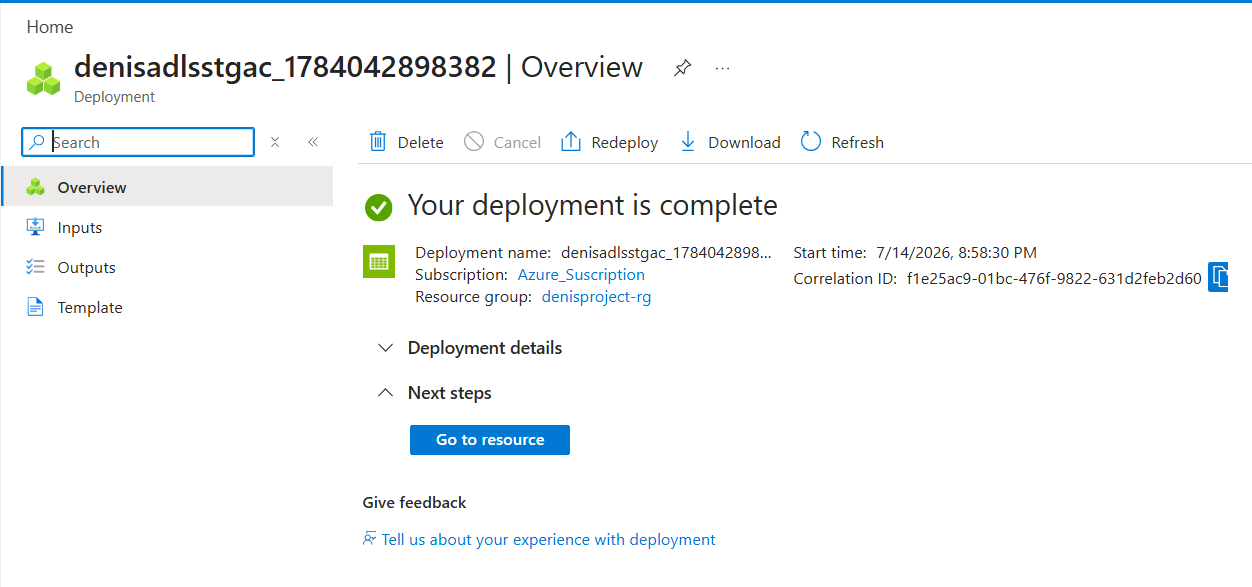 Home
denisadlsstgac_1784042898382 | Overview
...
Deployment
Search
Delete
Cancel
Redeploy
Download
Refresh
Overview
Inputs
Outputs
Template
Your deployment is complete
Deployment name: denisadlsstgac_1784042898...
Subscription: Azure_Suscription
Resource group: denisproject-rg
Start time: 7/14/2026, 8:58:30 PM
Correlation ID: f1e25ac9-01bc-476f-9822-631d2feb2d60
Deployment details
Next steps
Go to resource
Give feedback
Tell us about your experience with deployment